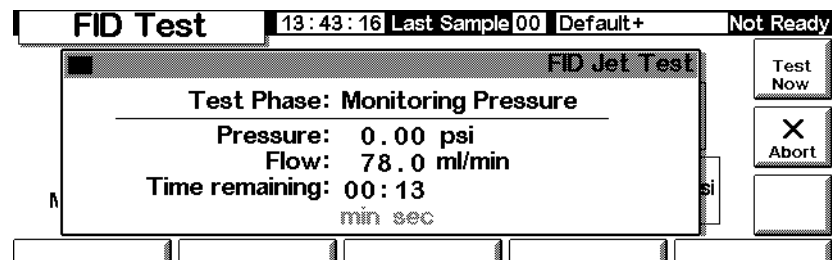 FID Test 13:43:16 Last Sample 00 Default+ Not Ready
FID Jet Test
Test Now
Test Phase: Monitoring Pressure
Pressure: 0.00 psi
Flow: 78.0 ml/min
Abort
Time remaining: 00:13
min sec